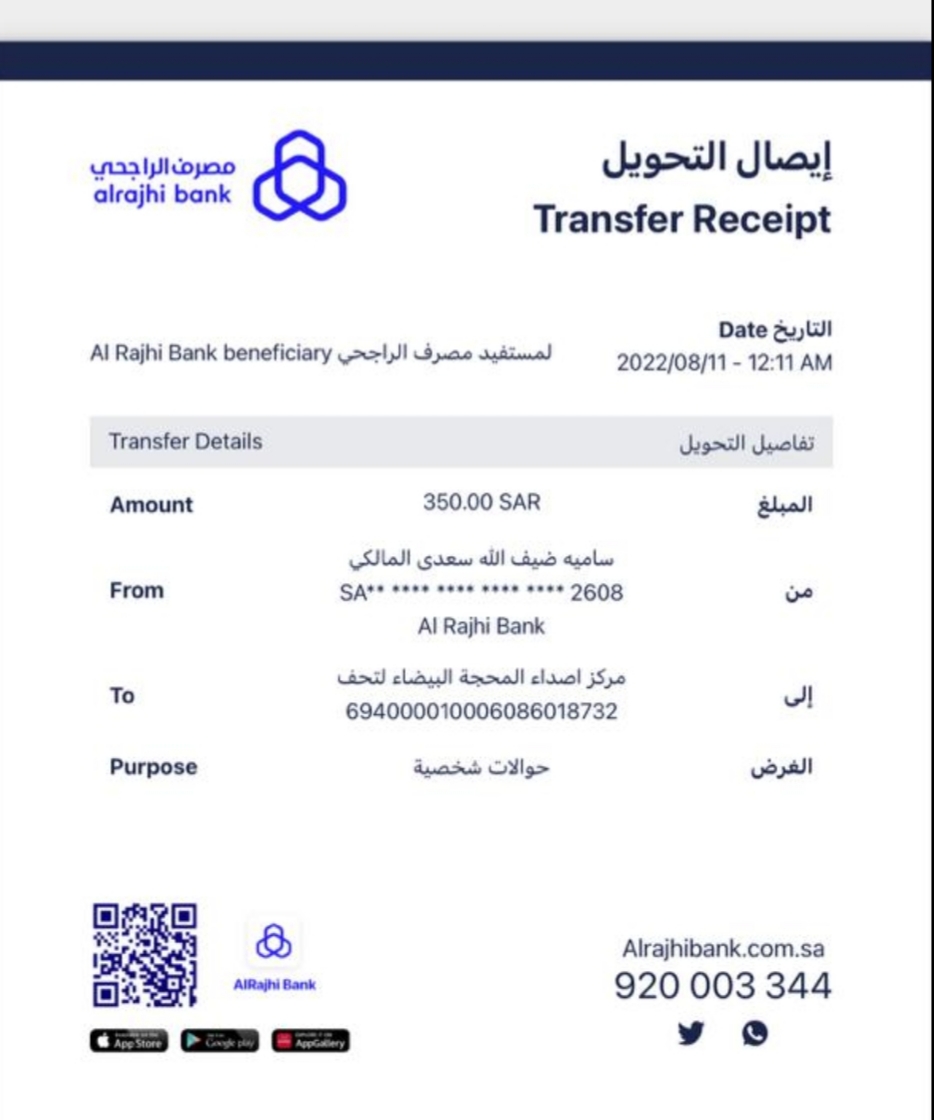 مصرف الراجحي
alrajhi bank
إيصال التحويل
Transfer Receipt
التاريخ Date
2022/08/11 - 12:11 AM
لمستفيد مصرف الراجحي Al Rajhi Bank beneficiary
Transfer Details تفاصيل التحويل
Amount 350.00 SAR المبلغ
ساميه ضيف الله سعدى المالكي
From SA** **** **** **** **** 2608 من
Al Rajhi Bank
مركز اصداء المحجة البيضاء لتحف
To إلى
694000010006086018732
Purpose حوالات شخصية الغرض
AlRajhi Bank
Alrajhibank.com.sa
920 003 344
App Store
Google play
AppGallery